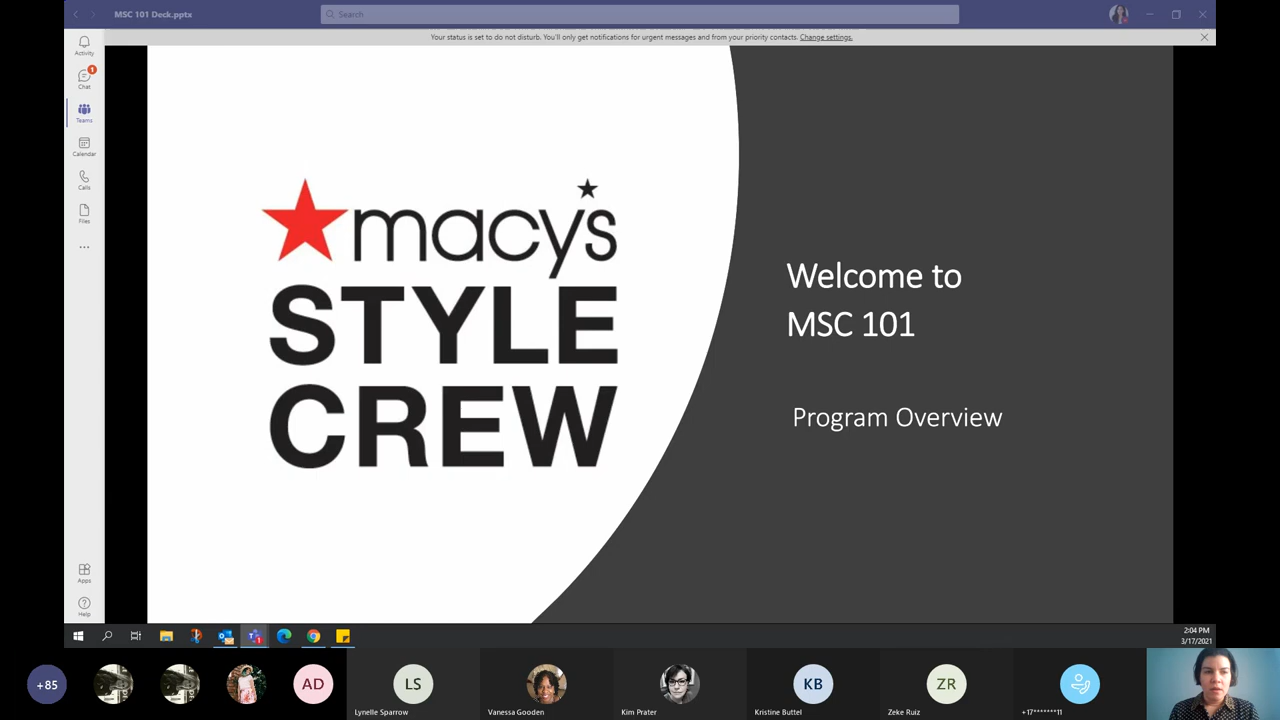 MSC 101 Deck.pptx
Search
Your status is set to do not disturb. You'll only get notifications for urgent messages and from your priority contacts. Change settings.
Activity
1
Chat
Teams
Calendar
Calls
Files
...
Apps
Help
macy's
STYLE
CREW
Welcome to
MSC 101
Program Overview
2:04 PM
3/17/2021
+85
AD
LS
Lynelle Sparrow
Vanessa Gooden
Kim Prater
KB
Kristine Buttel
ZR
Zeke Ruiz
+17*******11